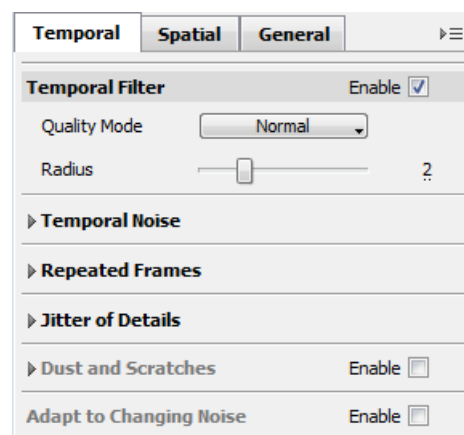 Temporal Spatial General
Temporal Filter Enable
Quality Mode Normal
Radius 2
Temporal Noise
Repeated Frames
Jitter of Details
Dust and Scratches Enable
Adapt to Changing Noise Enable